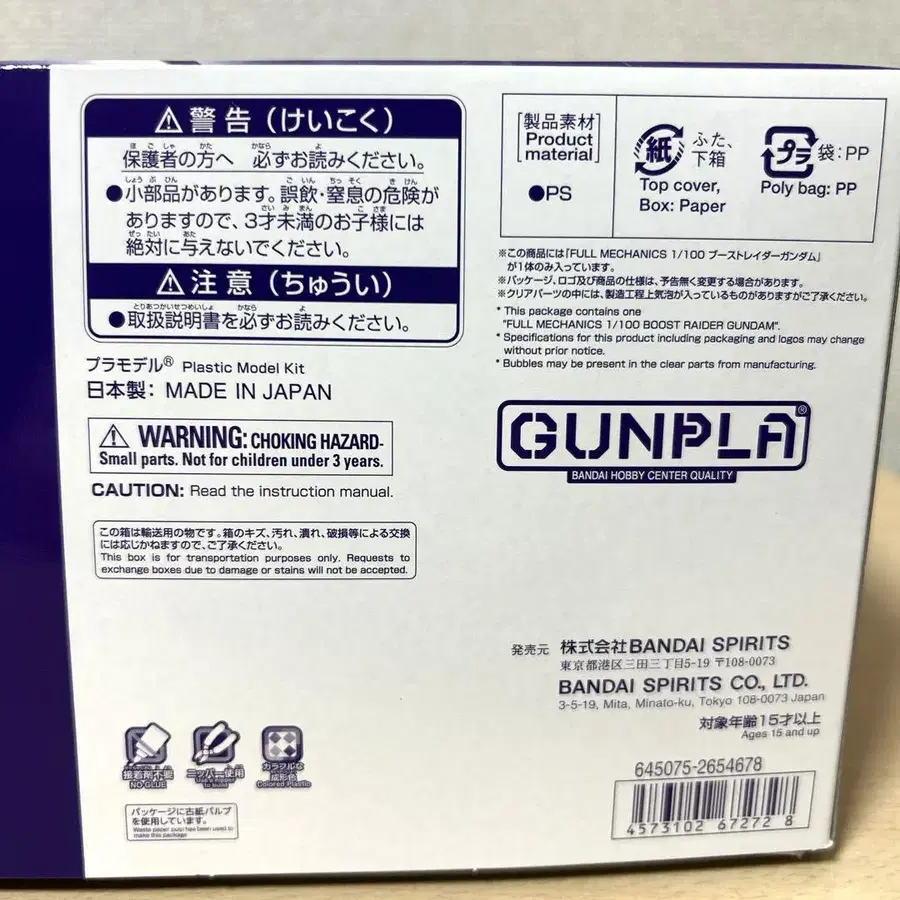 ⚠警告（けいこく）
保護者の方へ 必ずお読みください。
●小部品があります。誤飲・窒息の危険が
ありますので、3才未満のお子様には
絶対に与えないでください。
⚠注意（ちゅうい）
●取扱説明書を必ずお読みください。
プラモデル® Plastic Model Kit
日本製： MADE IN JAPAN
⚠ WARNING: CHOKING HAZARD-
Small parts. Not for children under 3 years.
CAUTION: Read the instruction manual.
この箱は輸送用の物です。箱のキズ、汚れ、潰れ、破損等による交換
には応じかねますので、ご了承ください。
This box is for transportation purposes only. Requests to
exchange boxes due to damage or stains will not be accepted.
接着剤不要
NO GLUE
ニッパー使用
Use a nipper
to build
カラフルな
成形色
Colored Plastic
パッケージに古紙パルプ
を使用しています。
Waste paper pulp has been used to
make this package
[製品素材]
Product
material
●PS
紙
ふた、
下箱
Top cover,
Box: Paper
プラ
袋：PP
Poly bag: PP
※この商品には「FULL MECHANICS 1/100 ブーストレイダーガンダム」
が1体のみ入っています。
※パッケージ、ロゴ及び商品の仕様は、予告無く変更する場合があります。
※クリアパーツの中には、製造工程上気泡が入っているものがありますがご了承ください。
* This package contains one
"FULL MECHANICS 1/100 BOOST RAIDER GUNDAM".
* Specifications for this product including packaging and logos may change
without prior notice.
* Bubbles may be present in the clear parts from manufacturing.
GUNPLA®
BANDAI HOBBY CENTER QUALITY
発売元 株式会社BANDAI SPIRITS
東京都港区三田三丁目5-19 〒108-0073
BANDAI SPIRITS CO., LTD.
3-5-19, Mita, Minato-ku, Tokyo 108-0073 Japan
対象年齢15才以上
Ages 15 and up
645075-2654678
4573102 67272 8